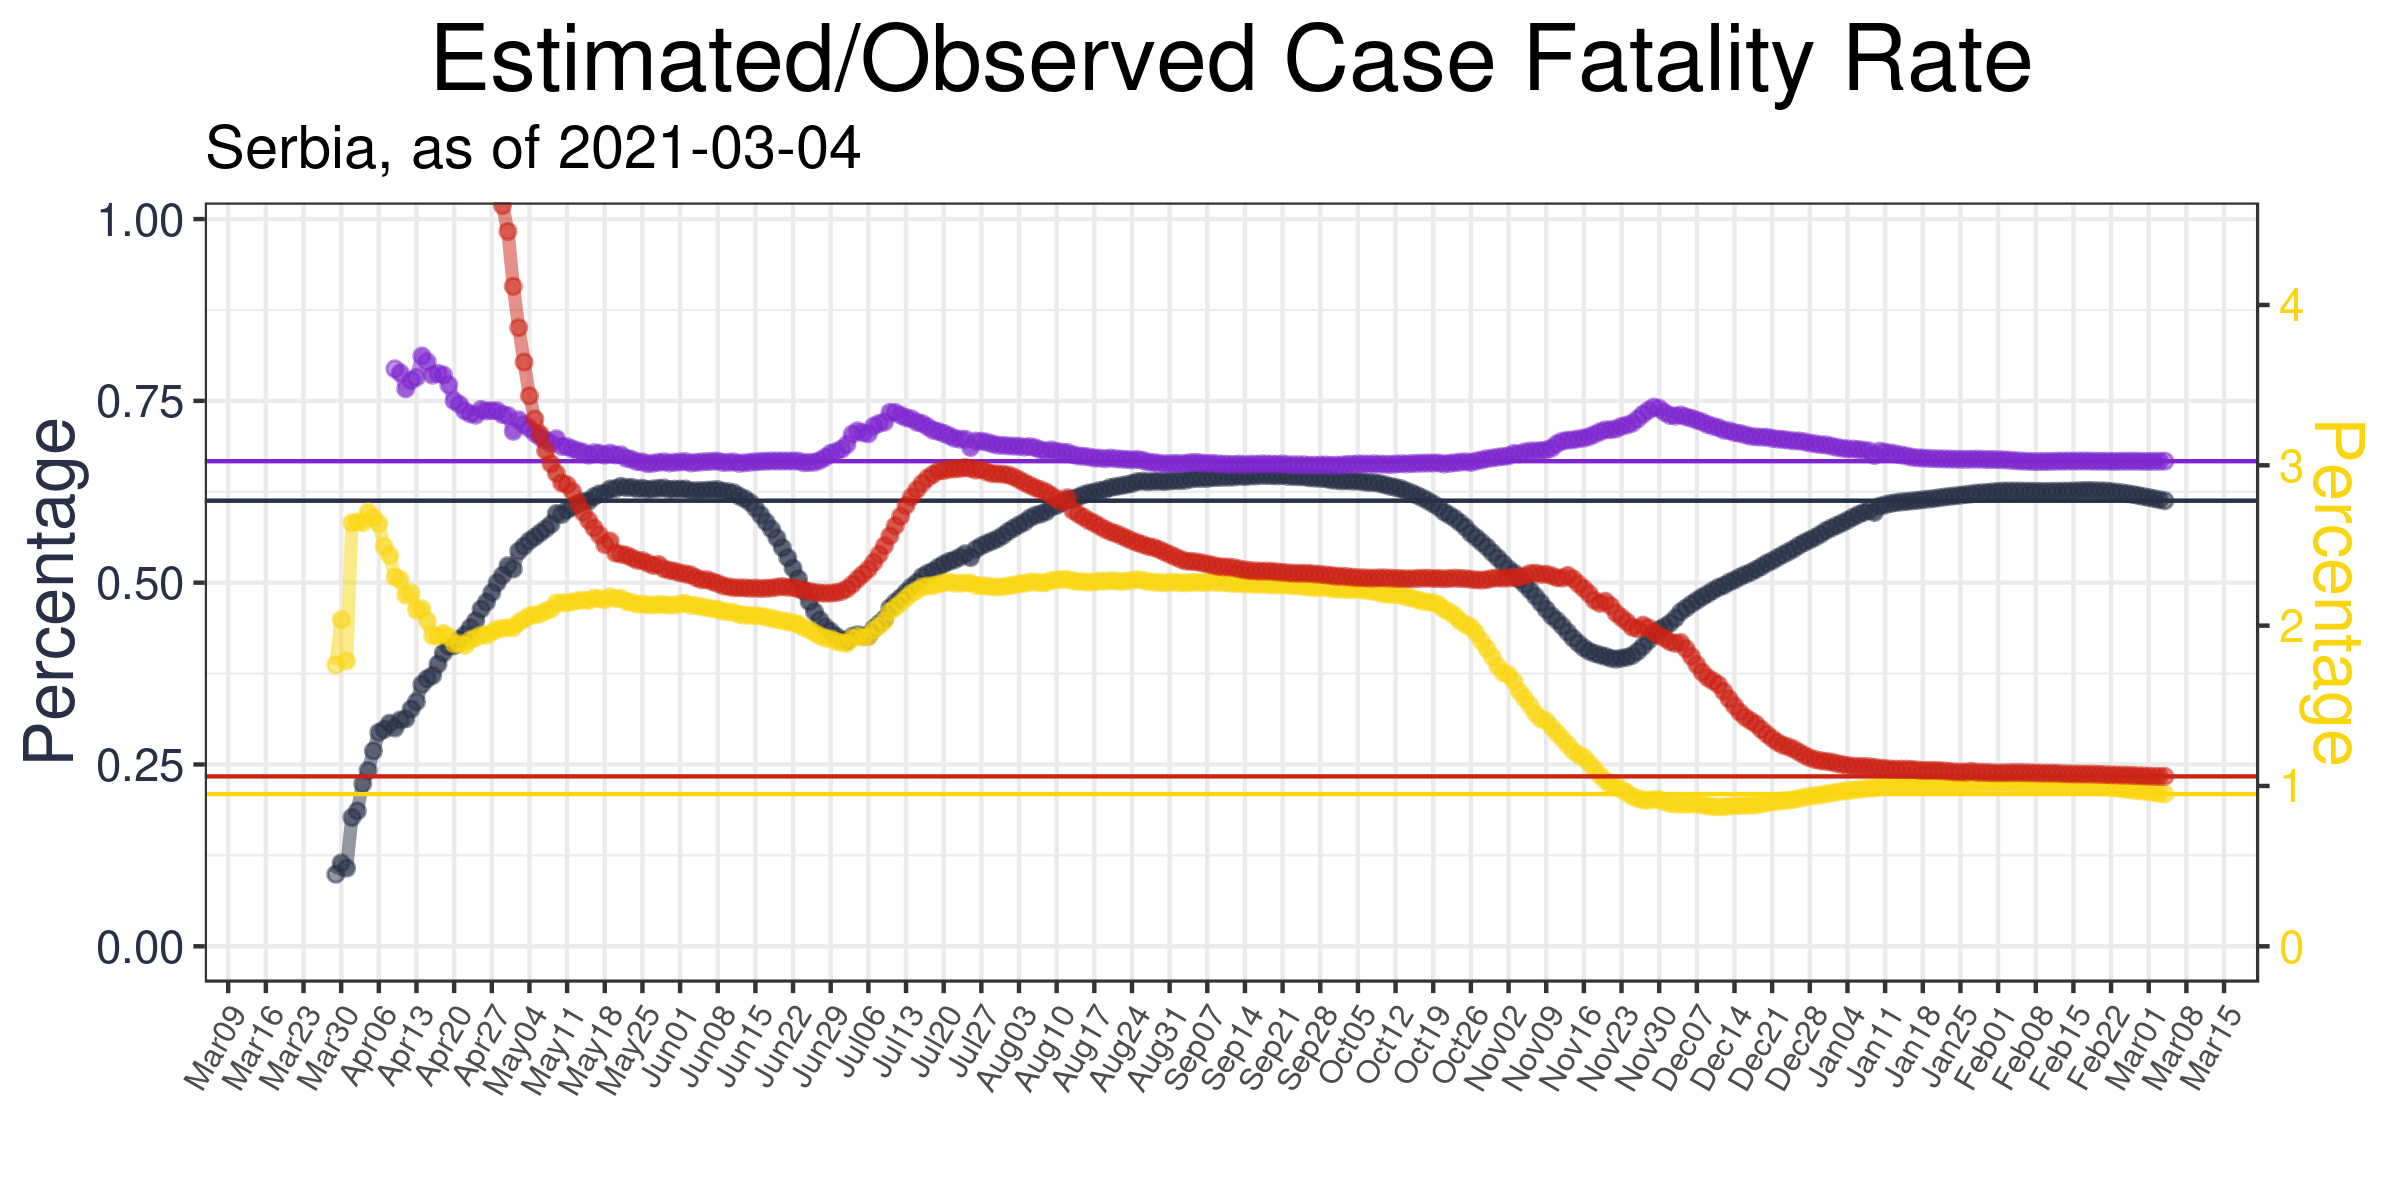 Estimated/Observed Case Fatality Rate
Serbia, as of 2021-03-04
Percentage
1.00
0.75
0.50
0.25
0.00
4
3
2
1
0
Percentage
Mar09 Mar16 Mar23 Mar30 Apr06 Apr13 Apr20 Apr27 May04 May11 May18 May25 Jun01 Jun08 Jun15 Jun22 Jun29 Jul06 Jul13 Jul20 Jul27 Aug03 Aug10 Aug17 Aug24 Aug31 Sep07 Sep14 Sep21 Sep28 Oct05 Oct12 Oct19 Oct26 Nov02 Nov09 Nov16 Nov23 Nov30 Dec07 Dec14 Dec21 Dec28 Jan04 Jan11 Jan18 Jan25 Feb01 Feb08 Feb15 Feb22 Mar01 Mar08 Mar15